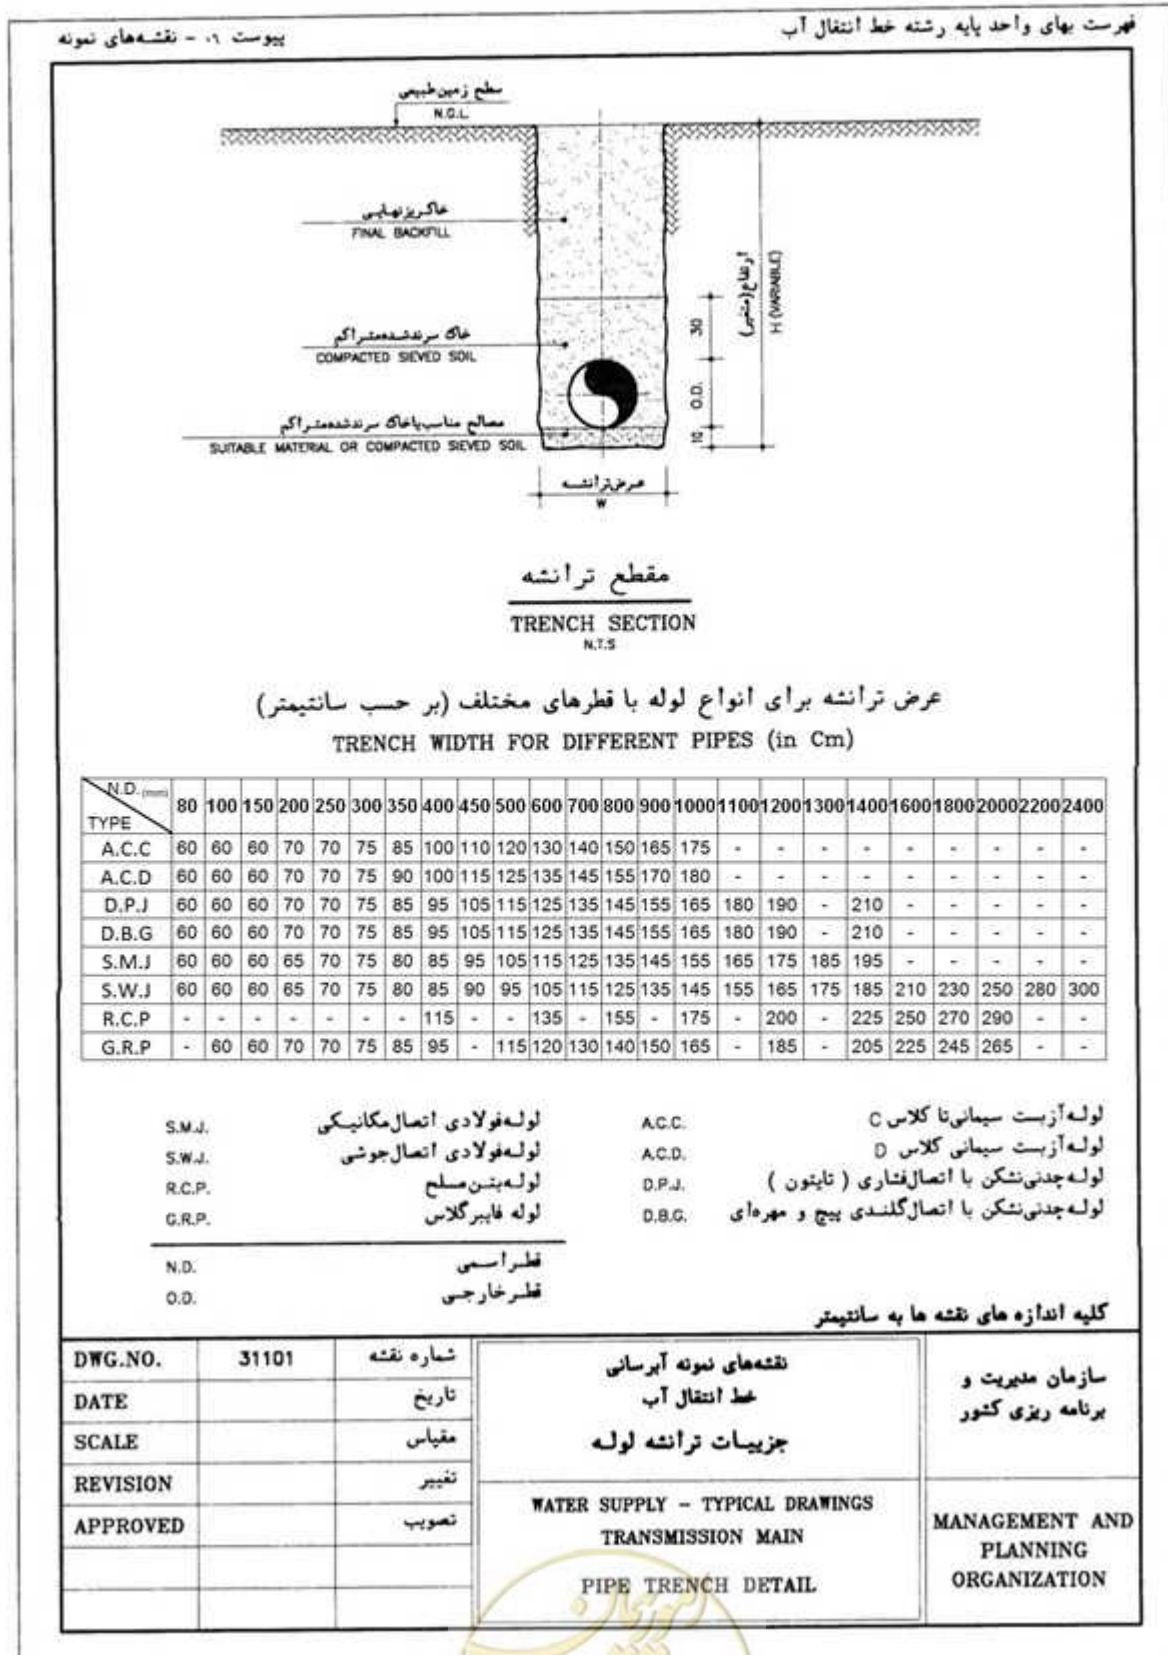 فهرست بهای واحد پایه رشته خط انتقال آب
پیوست ۶. - نقشه‌های نمونه
سطح زمین‌طبیعی
N.G.L.
خاکریزنهایی
FINAL BACKFILL
خاک سرندشده‌متراکم
COMPACTED SIEVED SOIL
مصالح مناسب‌یاخاک سرندشده‌متراکم
SUITABLE MATERIAL OR COMPACTED SIEVED SOIL
30
O.D.
10
ارتفاع(متغیر)
H (VARIABLE)
عرض‌ترانشه
W
مقطع ترانشه
TRENCH SECTION
N.T.S
عرض ترانشه برای انواع لوله با قطرهای مختلف (بر حسب سانتیمتر)
TRENCH WIDTH FOR DIFFERENT PIPES (in Cm)
N.D. (mm) TYPE 80 100 150 200 250 300 350 400 450 500 600 700 800 900 1000 1100 1200 1300 1400 1600 1800 2000 2200 2400
A.C.C 60 60 60 70 70 75 85 100 110 120 130 140 150 165 175 - - - - - - - - -
A.C.D 60 60 60 70 70 75 90 100 115 125 135 145 155 170 180 - - - - - - - - -
D.P.J 60 60 60 70 70 75 85 95 105 115 125 135 145 155 165 180 190 - 210 - - - - -
D.B.G 60 60 60 70 70 75 85 95 105 115 125 135 145 155 165 180 190 - 210 - - - - -
S.M.J 60 60 60 65 70 75 80 85 95 105 115 125 135 145 155 165 175 185 195 - - - - -
S.W.J 60 60 60 65 70 75 80 85 90 95 105 115 125 135 145 155 165 175 185 210 230 250 280 300
R.C.P - - - - - - - 115 - - 135 - 155 - 175 - 200 - 225 250 270 290 - -
G.R.P - 60 60 70 70 75 85 95 - 115 120 130 140 150 165 - 185 - 205 225 245 265 - -
لوله‌آزبست سیمانی‌تا کلاس C A.C.C.
لوله‌آزبست سیمانی کلاس D A.C.D.
لوله‌چدنی‌نشکن با اتصال‌فشاری ( تایتون ) D.P.J.
لوله‌چدنی‌نشکن با اتصال‌گلندی پیچ و مهره‌ای D.B.G.
لوله‌فولادی اتصال‌مکانیکی S.M.J.
لوله‌فولادی اتصال‌جوشی S.W.J.
لوله‌بتن‌مسلح R.C.P.
لوله فایبرگلاس G.R.P.
قطراسمی N.D.
قطرخارجی O.D.
کلیه اندازه های نقشه ها به سانتیمتر
DWG.NO. 31101 شماره نقشه
DATE تاریخ
SCALE مقیاس
REVISION تغییر
APPROVED تصویب
نقشه‌های نمونه آبرسانی
خط انتقال آب
جزییات ترانشه لوله
WATER SUPPLY - TYPICAL DRAWINGS
TRANSMISSION MAIN
PIPE TRENCH DETAIL
سازمان مدیریت و
برنامه ریزی کشور
MANAGEMENT AND
PLANNING
ORGANIZATION